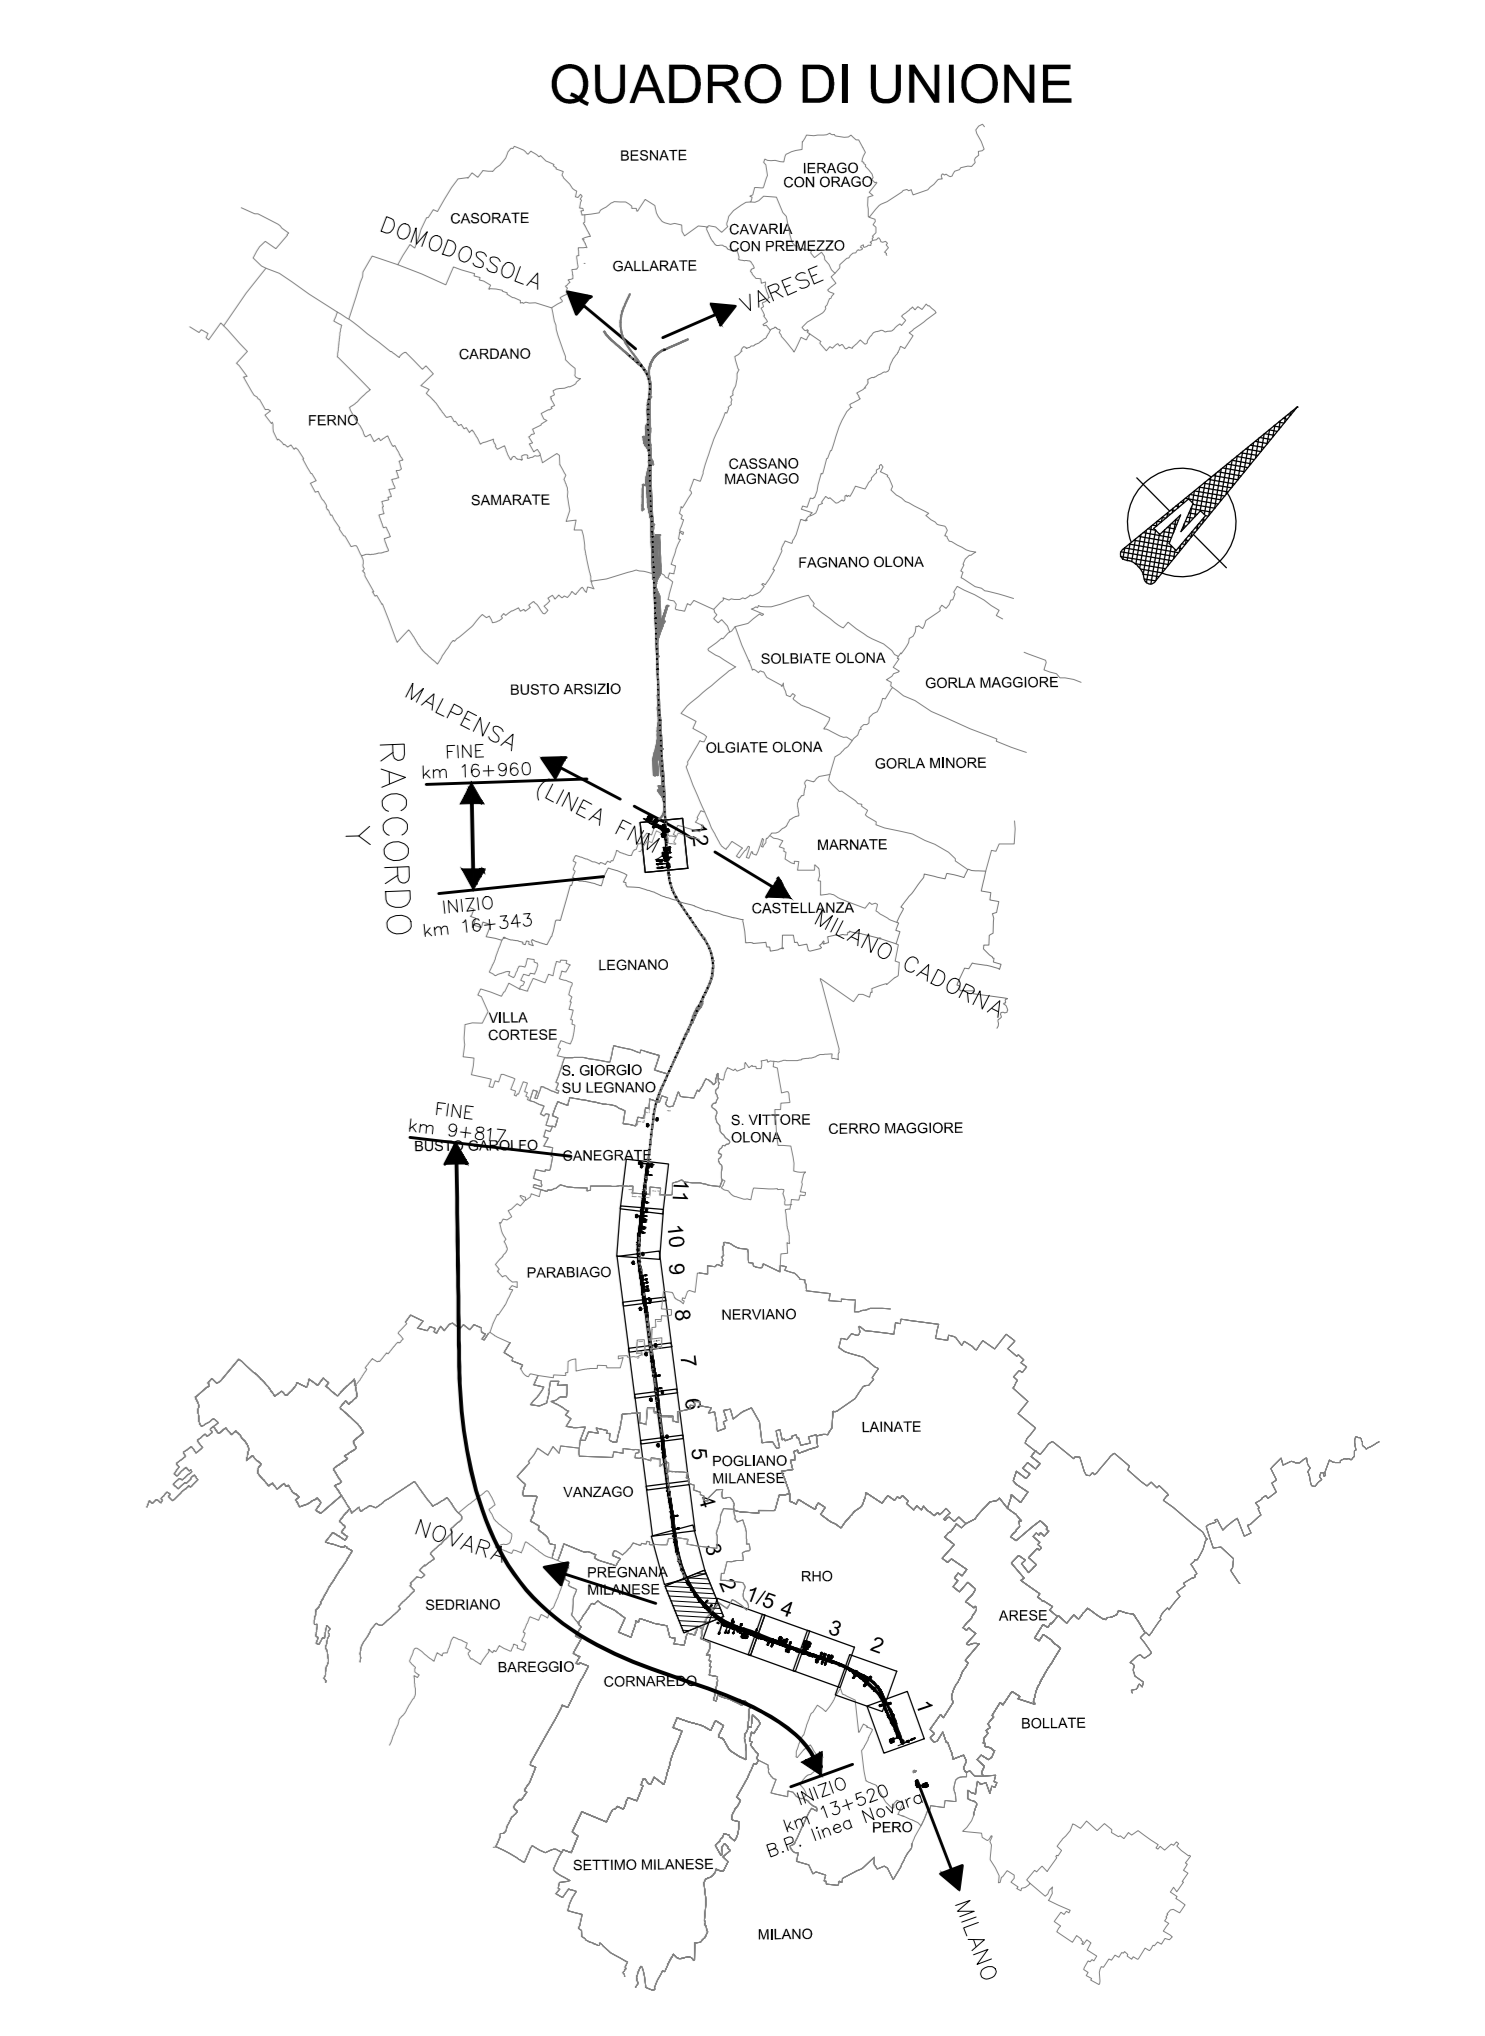 QUADRO DI UNIONE
BESNATE
IERAGO
CON ORAGO
CASORATE
DOMODOSSOLA
CAVARIA
CON PREMEZZO
GALLARATE
VARESE
CARDANO
FERNO
CASSANO
MAGNAGO
SAMARATE
N
FAGNANO OLONA
SOLBIATE OLONA
GORLA MAGGIORE
BUSTO ARSIZIO
MALPENSA
(LINEA FNM)
OLGIATE OLONA
GORLA MINORE
FINE
km 16+960
RACCORDO
Y
12
MARNATE
INIZIO
km 16+343
CASTELLANZA
MILANO CADORNA
LEGNANO
VILLA
CORTESE
S. GIORGIO
SU LEGNANO
FINE
km 9+817
BUSTO GAROLFO
CANEGRATE
S. VITTORE
OLONA
CERRO MAGGIORE
11
10
9
PARABIAGO
8
NERVIANO
7
6
LAINATE
5
POGLIANO
MILANESE
VANZAGO
4
NOVARA
3
PREGNANA
MILANESE
2
RHO
1/5
4
3
2
1
SEDRIANO
ARESE
BAREGGIO
CORNAREDO
BOLLATE
INIZIO
km 13+520
B.P. linea Novara
PERO
SETTIMO MILANESE
MILANO
MILANO